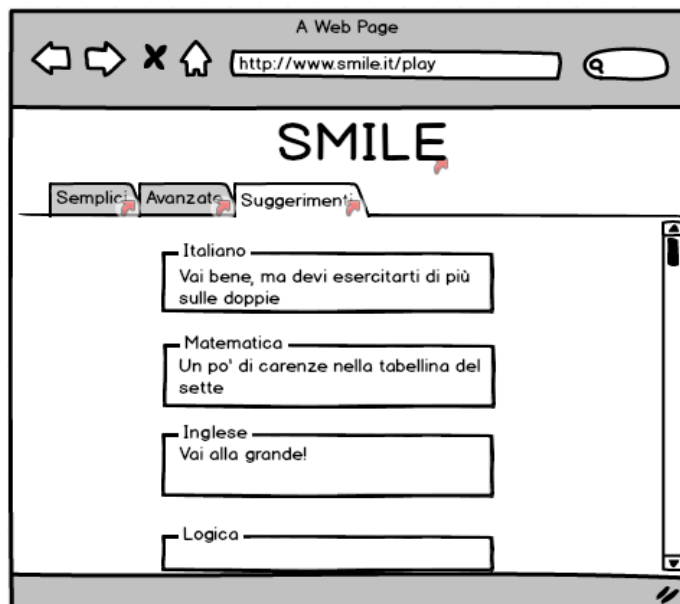 A Web Page
http://www.smile.it/play
SMILE
Semplici Avanzate Suggerimenti
Italiano
Vai bene, ma devi esercitarti di più
sulle doppie
Matematica
Un po' di carenze nella tabellina del
sette
Inglese
Vai alla grande!
Logica